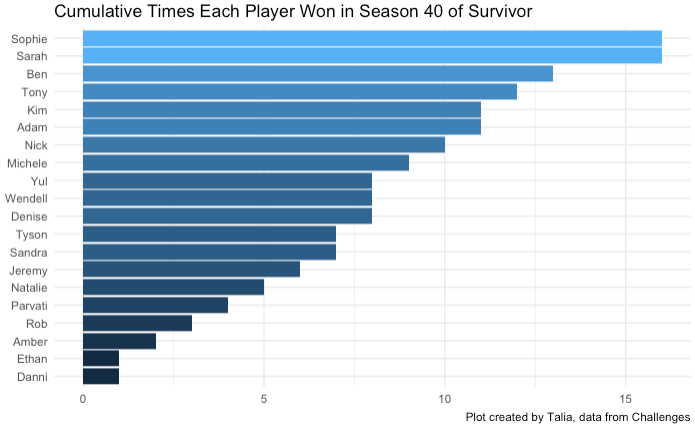 Cumulative Times Each Player Won in Season 40 of Survivor
Sophie
Sarah
Ben
Tony
Kim
Adam
Nick
Michele
Yul
Wendell
Denise
Tyson
Sandra
Jeremy
Natalie
Parvati
Rob
Amber
Ethan
Danni
0 5 10 15
Plot created by Talia, data from Challenges